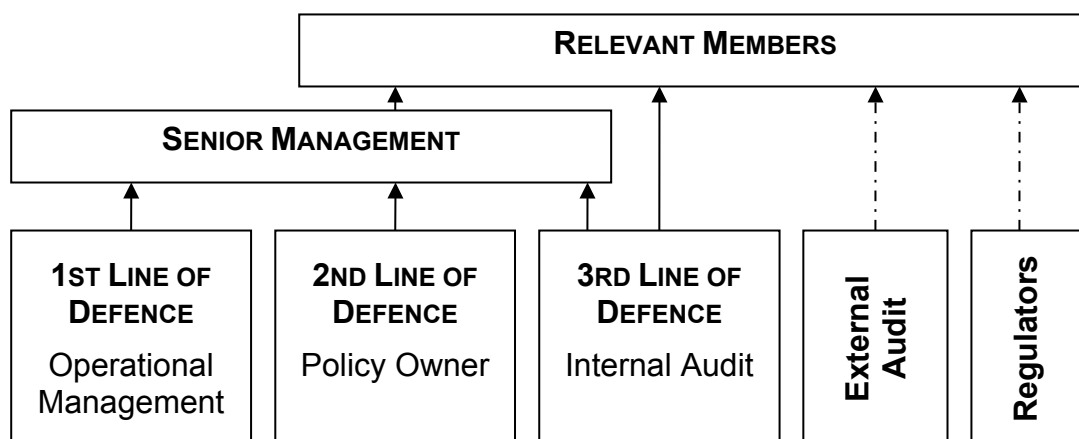 RELEVANT MEMBERS
SENIOR MANAGEMENT
1ST LINE OF
DEFENCE
Operational
Management
2ND LINE OF
DEFENCE
Policy Owner
3RD LINE OF
DEFENCE
Internal Audit
External
Audit
Regulators